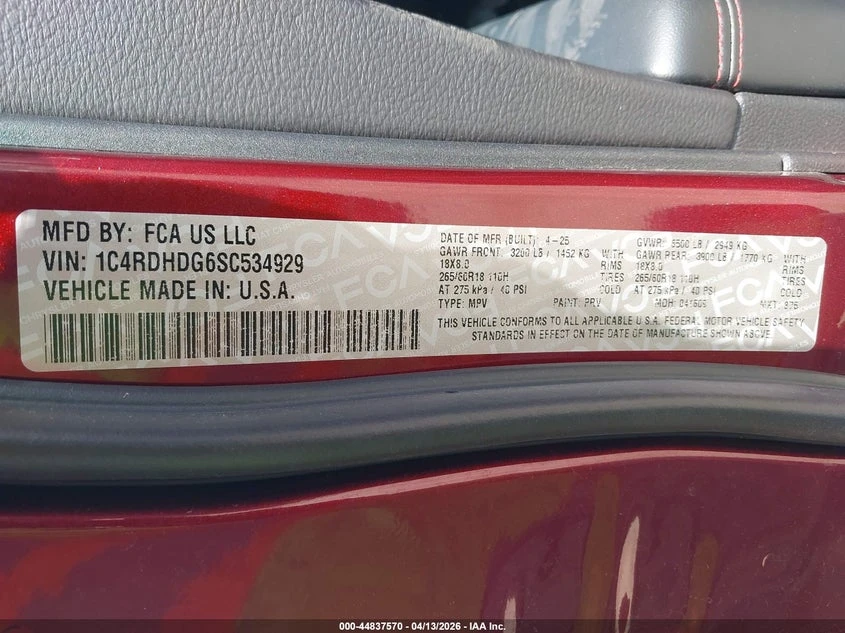 MFD BY: FCA US LLC
VIN: 1C4RDHDG6SC534929
VEHICLE MADE IN: U.S.A.
DATE OF MFR (BUILT): 4-25
GVWR: 6500 LB / 2949 KG
GAWR FRONT: 3200 LB / 1452 KG WITH
GAWR REAR: 3900 LB / 1770 KG WITH
18X8.0 RIMS
18X8.0 RIMS
265/60R18 110H TIRES
265/60R18 110H TIRES
AT 275 kPa / 40 PSI COLD
AT 275 kPa / 40 PSI COLD
TYPE: MPV PAINT: PRV
MDH: MXT: 875
THIS VEHICLE CONFORMS TO ALL APPLICABLE U.S.A. FEDERAL MOTOR VEHICLE SAFETY
STANDARDS IN EFFECT ON THE DATE OF MANUFACTURE SHOWN ABOVE.
FCA
000-44837570 - 04/13/2026 - IAA Inc.